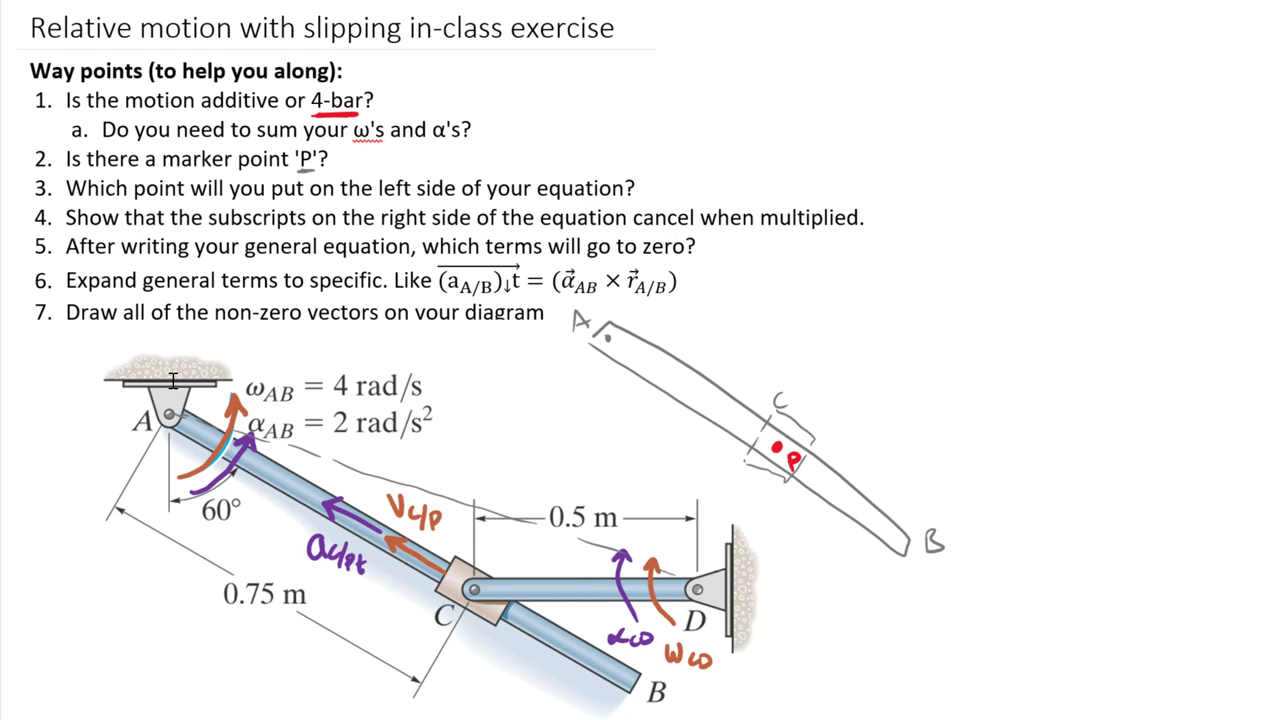 Relative motion with slipping in-class exercise
Way points (to help you along):
1. Is the motion additive or 4-bar?
a. Do you need to sum your ω's and α's?
2. Is there a marker point 'P'?
3. Which point will you put on the left side of your equation?
4. Show that the subscripts on the right side of the equation cancel when multiplied.
5. After writing your general equation, which terms will go to zero?
6. Expand general terms to specific. Like (a_A/B)↓t = (α⃗_AB × r⃗_A/B)
7. Draw all of the non-zero vectors on your diagram
A
ω_AB = 4 rad/s
α_AB = 2 rad/s²
A
C
P
B
60°
V_C/P
0.5 m
a_C/Pt
0.75 m
C
D
α_CD
ω_CD
B